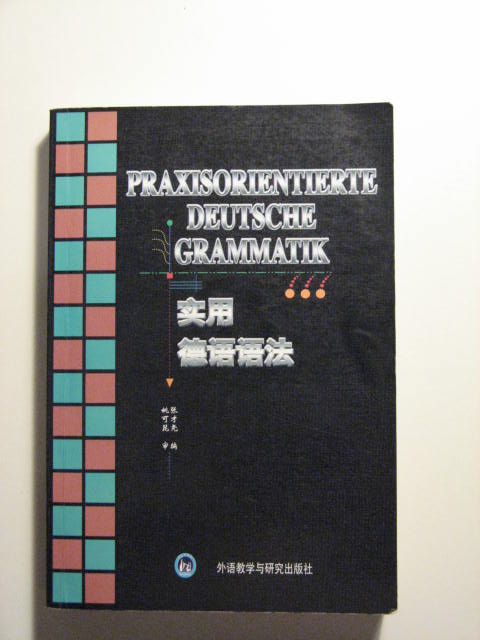 PRAXISORIENTIERTE
DEUTSCHE
GRAMMATIK
实用
德语语法
张才尧 编
姚可昆 审
外语教学与研究出版社